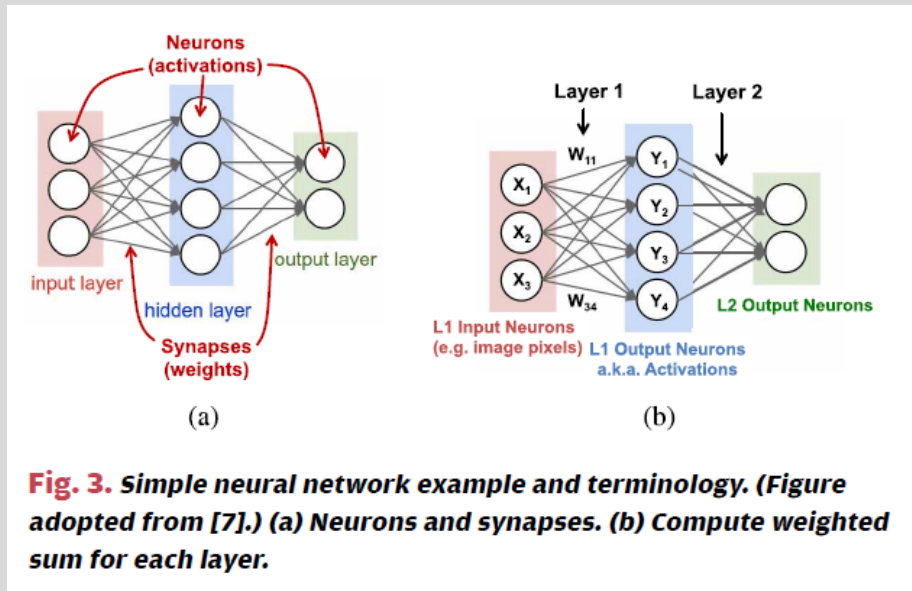 Neurons
(activations)
input layer
hidden layer
output layer
Synapses
(weights)
(a)
Layer 1
Layer 2
W11
X1
X2
X3
Y1
Y2
Y3
Y4
W34
L1 Input Neurons
(e.g. image pixels)
L1 Output Neurons
a.k.a. Activations
L2 Output Neurons
(b)
Fig. 3. Simple neural network example and terminology. (Figure
adopted from [7].) (a) Neurons and synapses. (b) Compute weighted
sum for each layer.